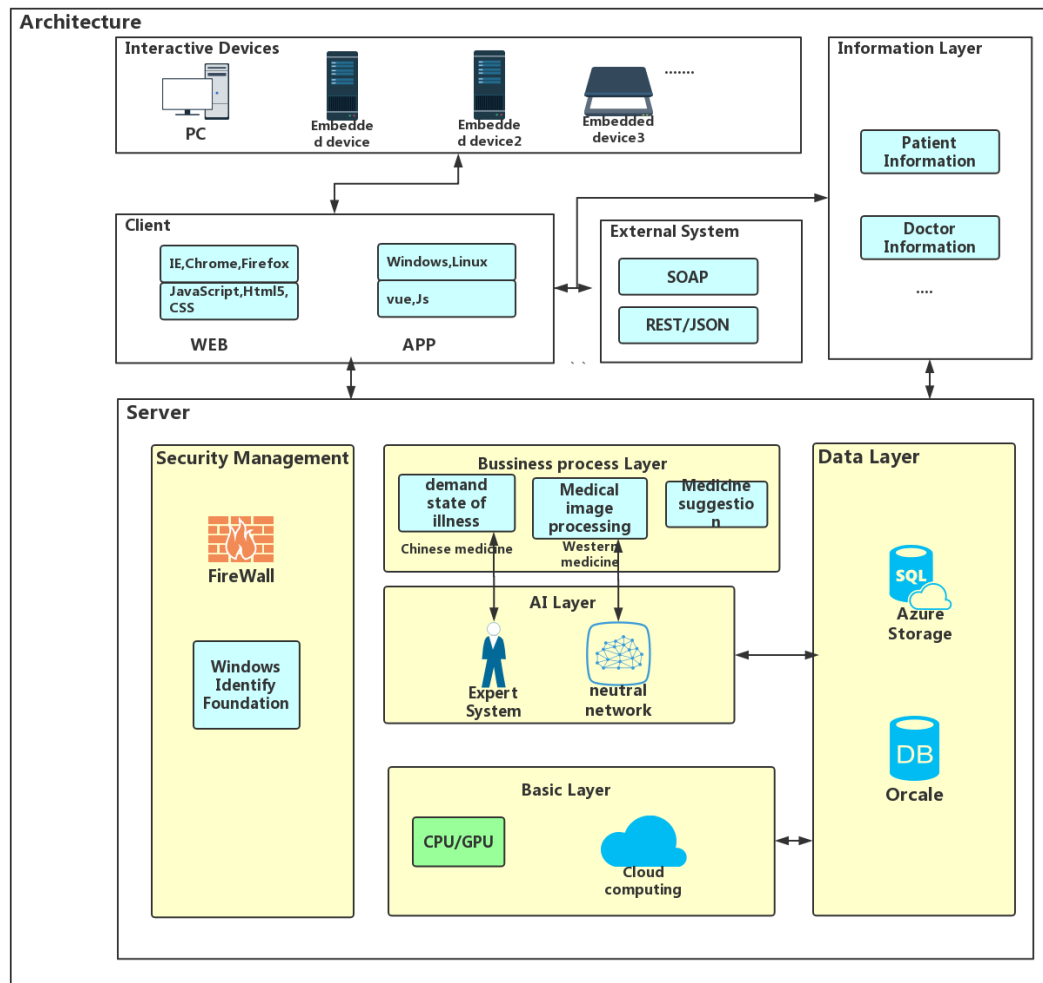 Architecture
Interactive Devices
PC
Embedde
d device
Embedde
d device2
Embedded
device3
.......
Information Layer
Patient
Information
Doctor
Information
....
Client
IE,Chrome,Firefox
JavaScript,Html5,
CSS
WEB
Windows,Linux
vue,Js
APP
External System
SOAP
REST/JSON
Server
Security Management
FireWall
Windows
Identify
Foundation
Bussiness process Layer
demand
state of
illness
Chinese medicine
Medical
image
processing
Western
medicine
Medicine
suggestio
n
AI Layer
Expert
System
neutral
network
Basic Layer
CPU/GPU
Cloud
computing
Data Layer
SQL
Azure
Storage
DB
Orcale